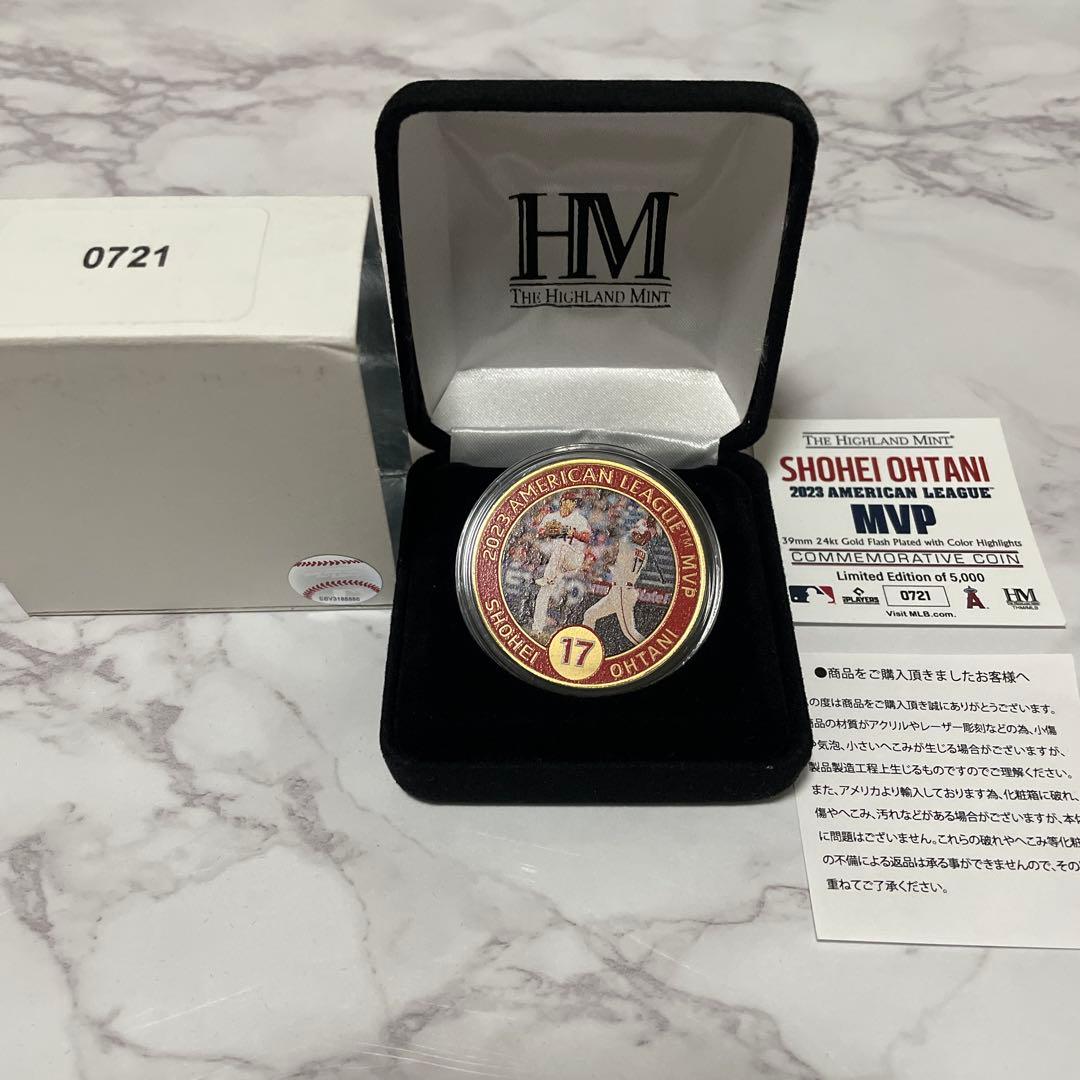 0721
HM
THE HIGHLAND MINT
2023 AMERICAN LEAGUE™ MVP
SHOHEI
17
OHTANI
17
THE HIGHLAND MINT®
SHOHEI OHTANI
2023 AMERICAN LEAGUE™
MVP
39mm 24kt Gold Flash Plated with Color Highlights
COMMEMORATIVE COIN
Limited Edition of 5,000
PLAYERS
0721
A
HM
Visit MLB.com.
●商品をご購入頂きましたお客様へ
の度は商品をご購入頂き誠にありがとうございます。
品の材質がアクリルやレーザー彫刻などの為、小傷
や気泡、小さいへこみが生じる場合がございますが、
製品製造工程上生じるものですのでご理解ください。
また、アメリカより輸入しております為、化粧箱に破れ、
傷やへこみ、汚れなどがある場合がございますが、本体
に問題はございません。これらの破れやへこみ等化粧
の不備による返品は承る事ができませんので、その
重ねてご了承ください。